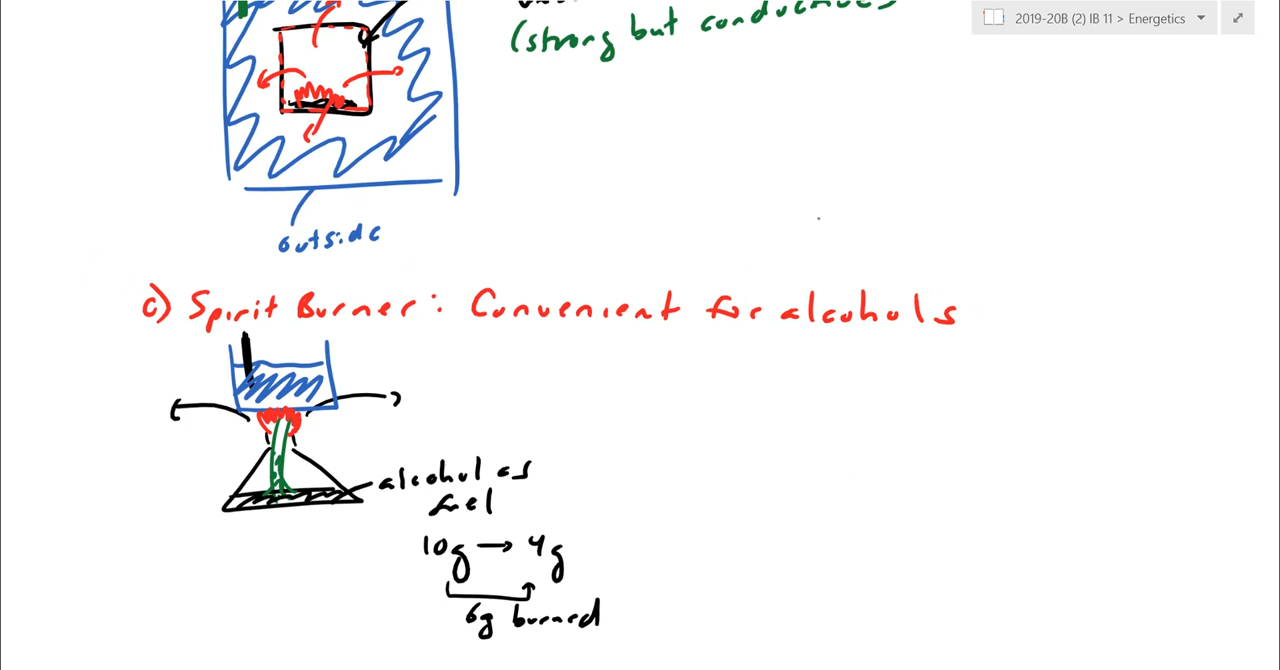 2019-20B (2) IB 11 > Energetics
(strong but conductive
outside
c) Spirit Burner: Convenient for alcohols
alcohol as
fuel
10g → 4g
6g burned